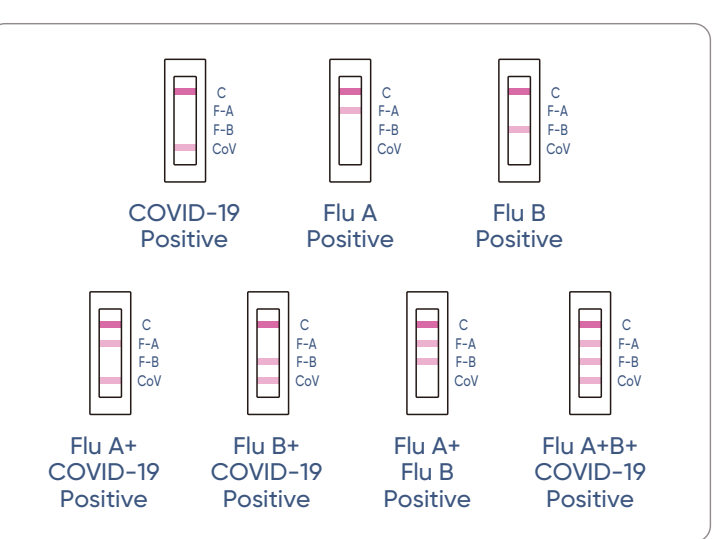 C
F-A
F-B
CoV
COVID-19
Positive
C
F-A
F-B
CoV
Flu A
Positive
C
F-A
F-B
CoV
Flu B
Positive
C
F-A
F-B
CoV
Flu A+
COVID-19
Positive
C
F-A
F-B
CoV
Flu B+
COVID-19
Positive
C
F-A
F-B
CoV
Flu A+
Flu B
Positive
C
F-A
F-B
CoV
Flu A+B+
COVID-19
Positive